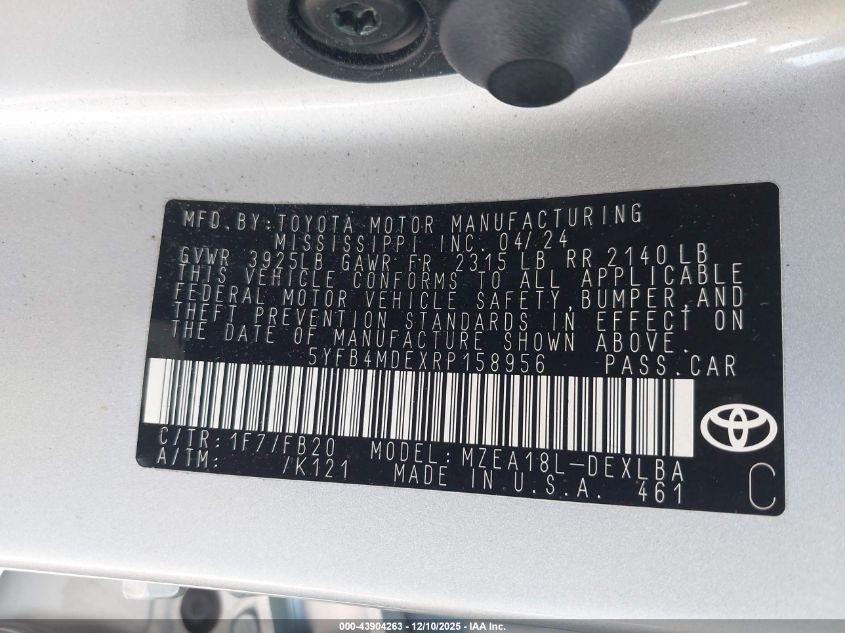 MFD. BY: TOYOTA MOTOR MANUFACTURING
MISSISSIPPI INC. 04/24
GVWR 3925LB GAWR FR 2315 LB RR 2140 LB
THIS VEHICLE CONFORMS TO ALL APPLICABLE
FEDERAL MOTOR VEHICLE SAFETY, BUMPER, AND
THEFT PREVENTION STANDARDS IN EFFECT ON
THE DATE OF MANUFACTURE SHOWN ABOVE.
5YFB4MDEXRP158956 PASS. CAR
C/TR: 1F7/FB20 MODEL: MZEA18L-DEXLBA
A/TM: /K121 MADE IN U.S.A. 461
C
000-43904263 - 12/10/2025 - IAA Inc.